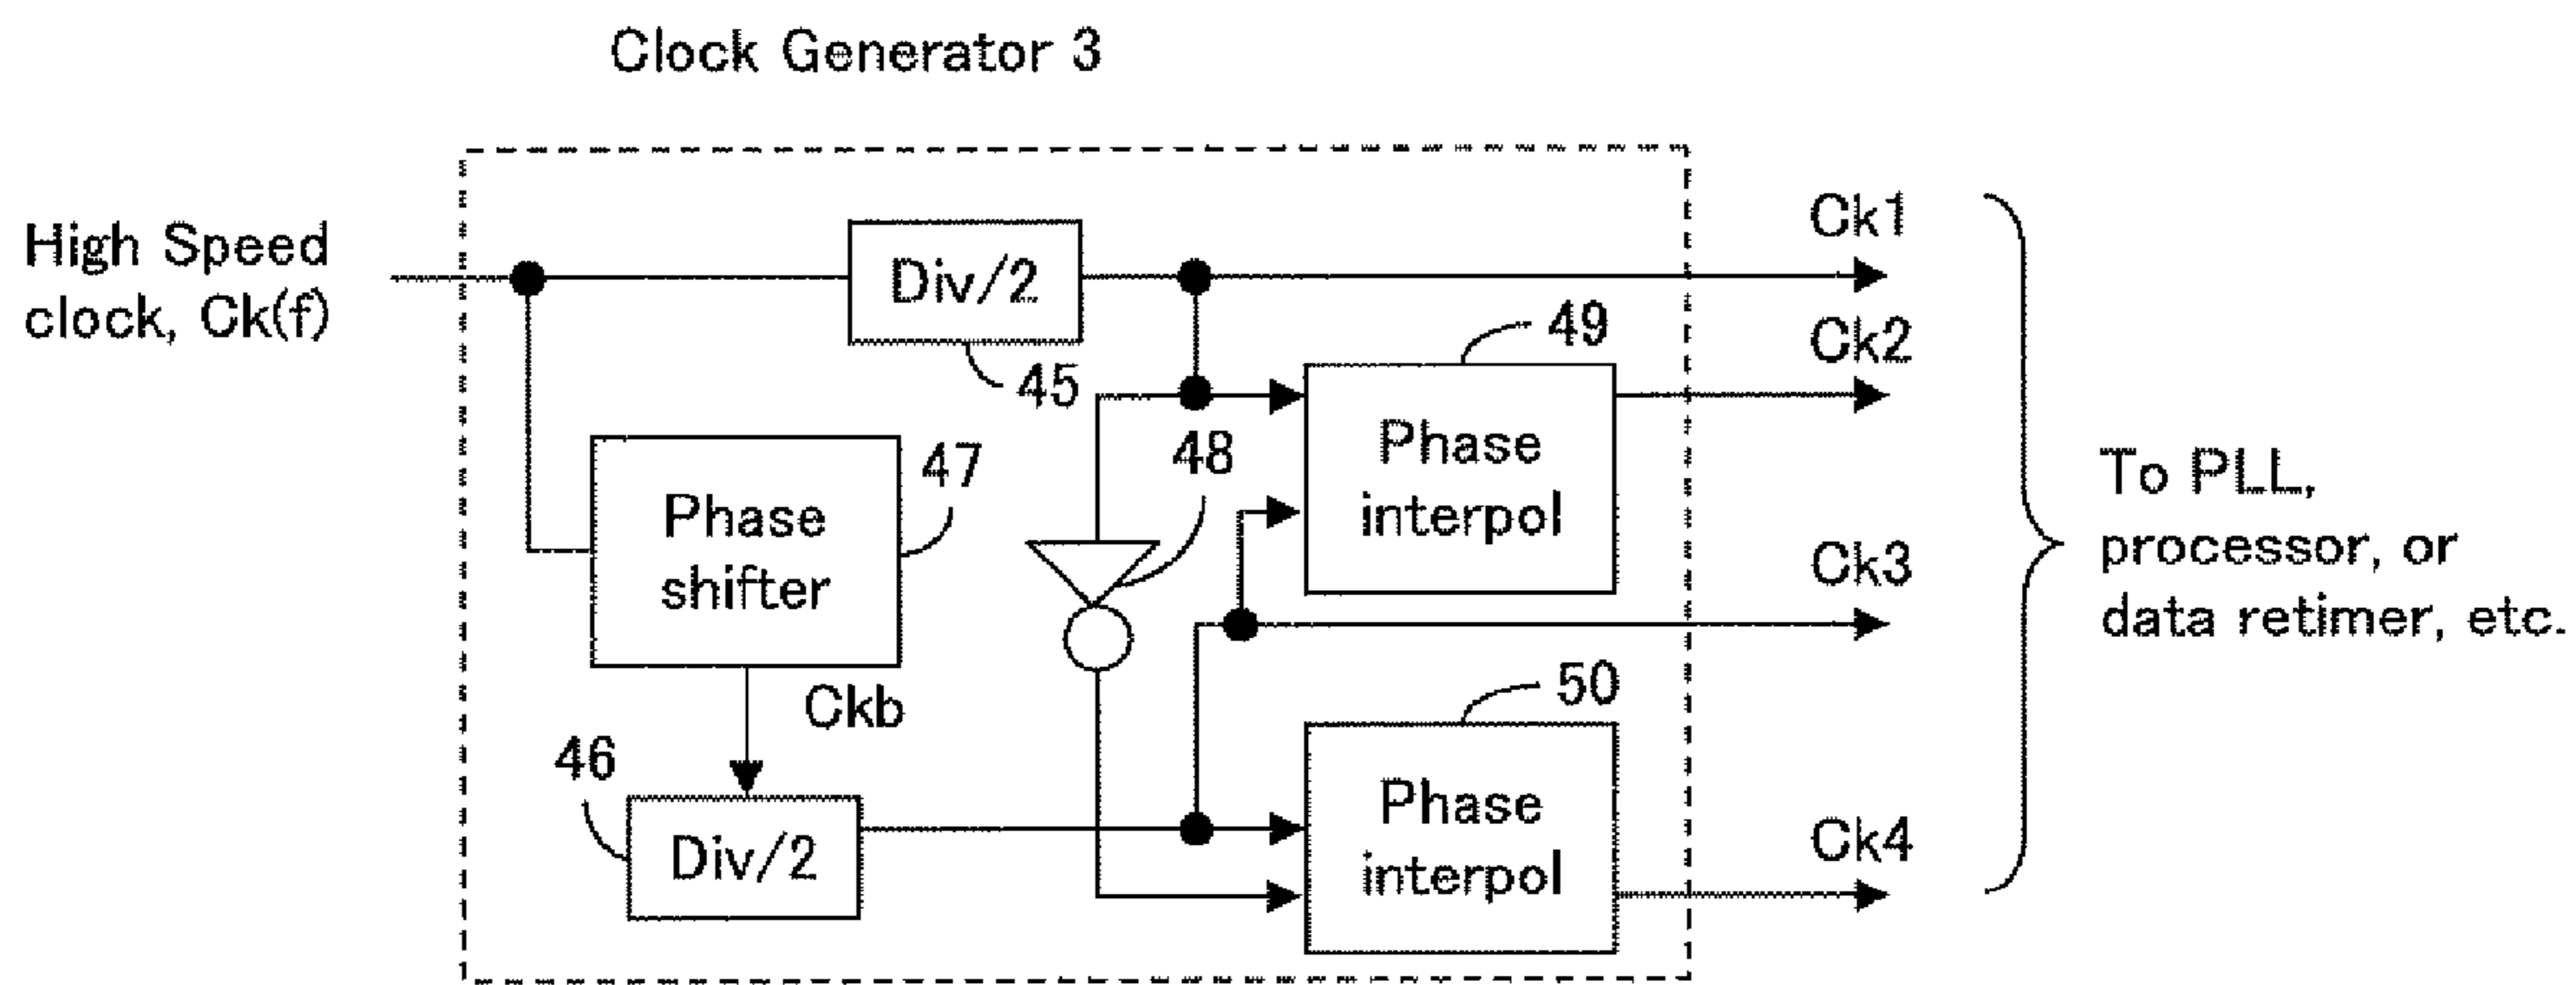 Clock Generator 3
High Speed
clock, Ck(f)
Div/2
45
Ck1
49
Ck2
Phase
interpol
48
47
Phase
shifter
Ckb
Ck3
To PLL,
processor, or
data retimer, etc.
46
Div/2
50
Phase
interpol
Ck4